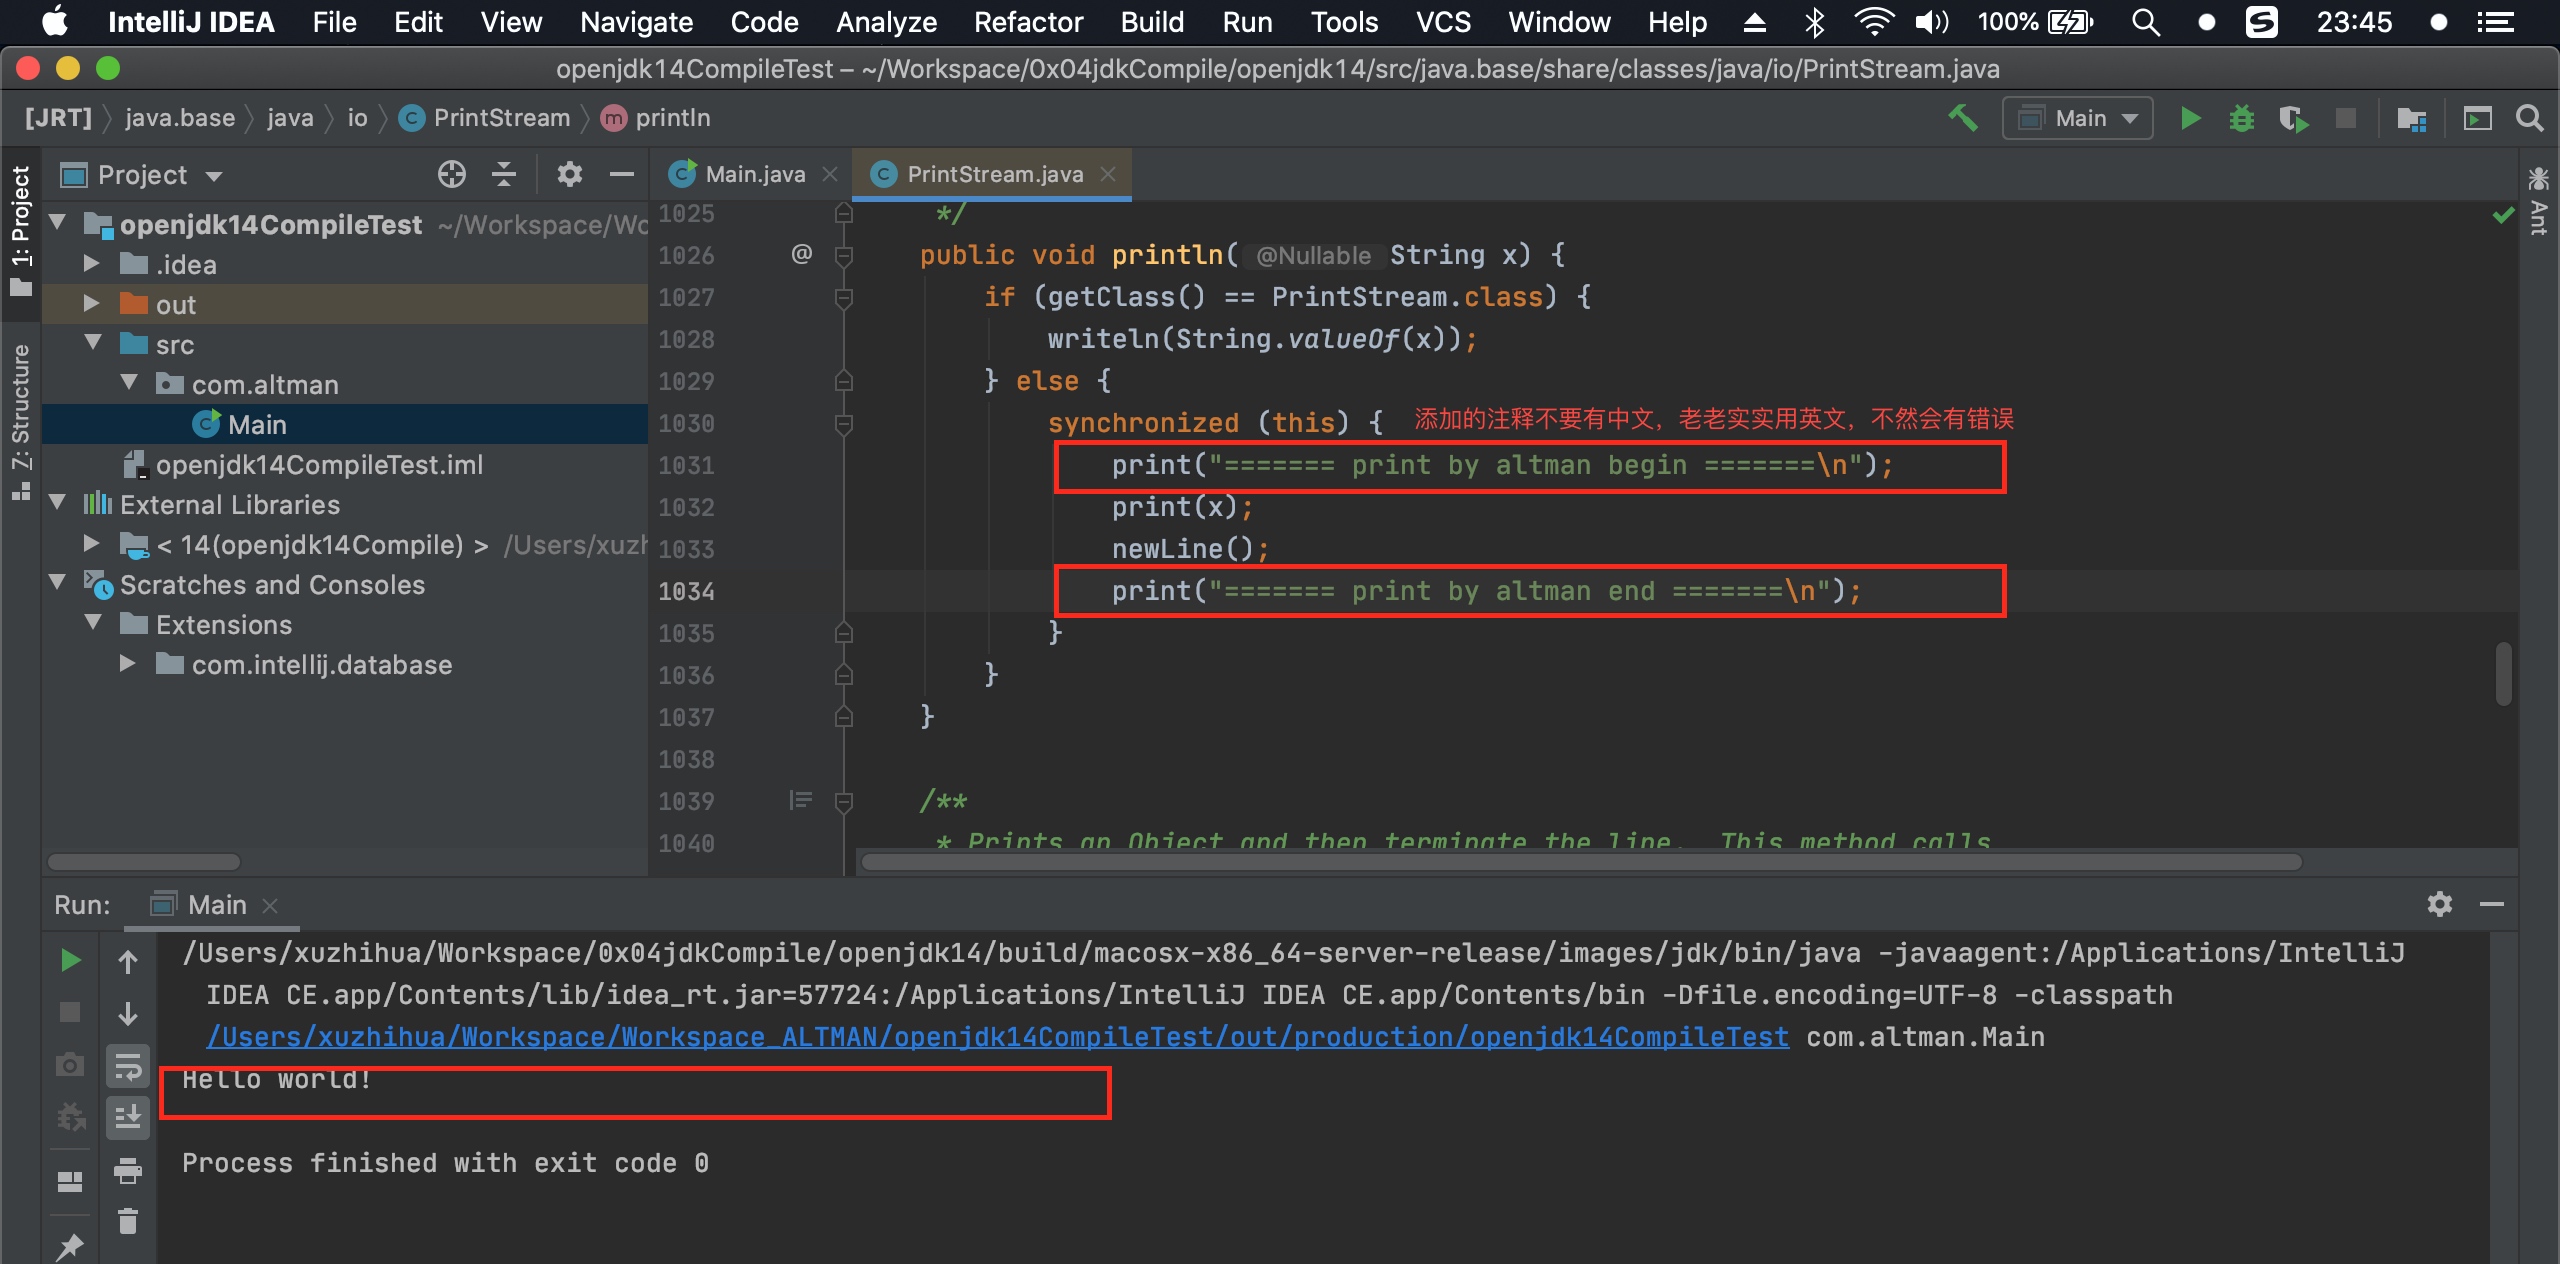 IntelliJ IDEA File Edit View Navigate Code Analyze Refactor Build Run Tools VCS Window Help 100% 23:45
openjdk14CompileTest – ~/Workspace/0x04jdkCompile/openjdk14/src/java.base/share/classes/java/io/PrintStream.java
[JRT] java.base java io PrintStream println Main
1: Project
Z: Structure
Project
openjdk14CompileTest ~/Workspace/Wo
.idea
out
src
com.altman
Main
openjdk14CompileTest.iml
External Libraries
< 14(openjdk14Compile) > /Users/xuzh
Scratches and Consoles
Extensions
com.intellij.database
Main.java PrintStream.java
Ant
1025 */
1026 @ public void println( @Nullable String x) {
1027 if (getClass() == PrintStream.class) {
1028 writeln(String.valueOf(x));
1029 } else {
1030 synchronized (this) { 添加的注释不要有中文，老老实实用英文，不然会有错误
1031 print("======= print by altman begin =======\n");
1032 print(x);
1033 newLine();
1034 print("======= print by altman end =======\n");
1035 }
1036 }
1037 }
1038
1039 /**
1040 * Prints an Object and then terminate the line. This method calls
Run: Main
/Users/xuzhihua/Workspace/0x04jdkCompile/openjdk14/build/macosx-x86_64-server-release/images/jdk/bin/java -javaagent:/Applications/IntelliJ
IDEA CE.app/Contents/lib/idea_rt.jar=57724:/Applications/IntelliJ IDEA CE.app/Contents/bin -Dfile.encoding=UTF-8 -classpath
/Users/xuzhihua/Workspace/Workspace_ALTMAN/openjdk14CompileTest/out/production/openjdk14CompileTest com.altman.Main
Hello world!
Process finished with exit code 0